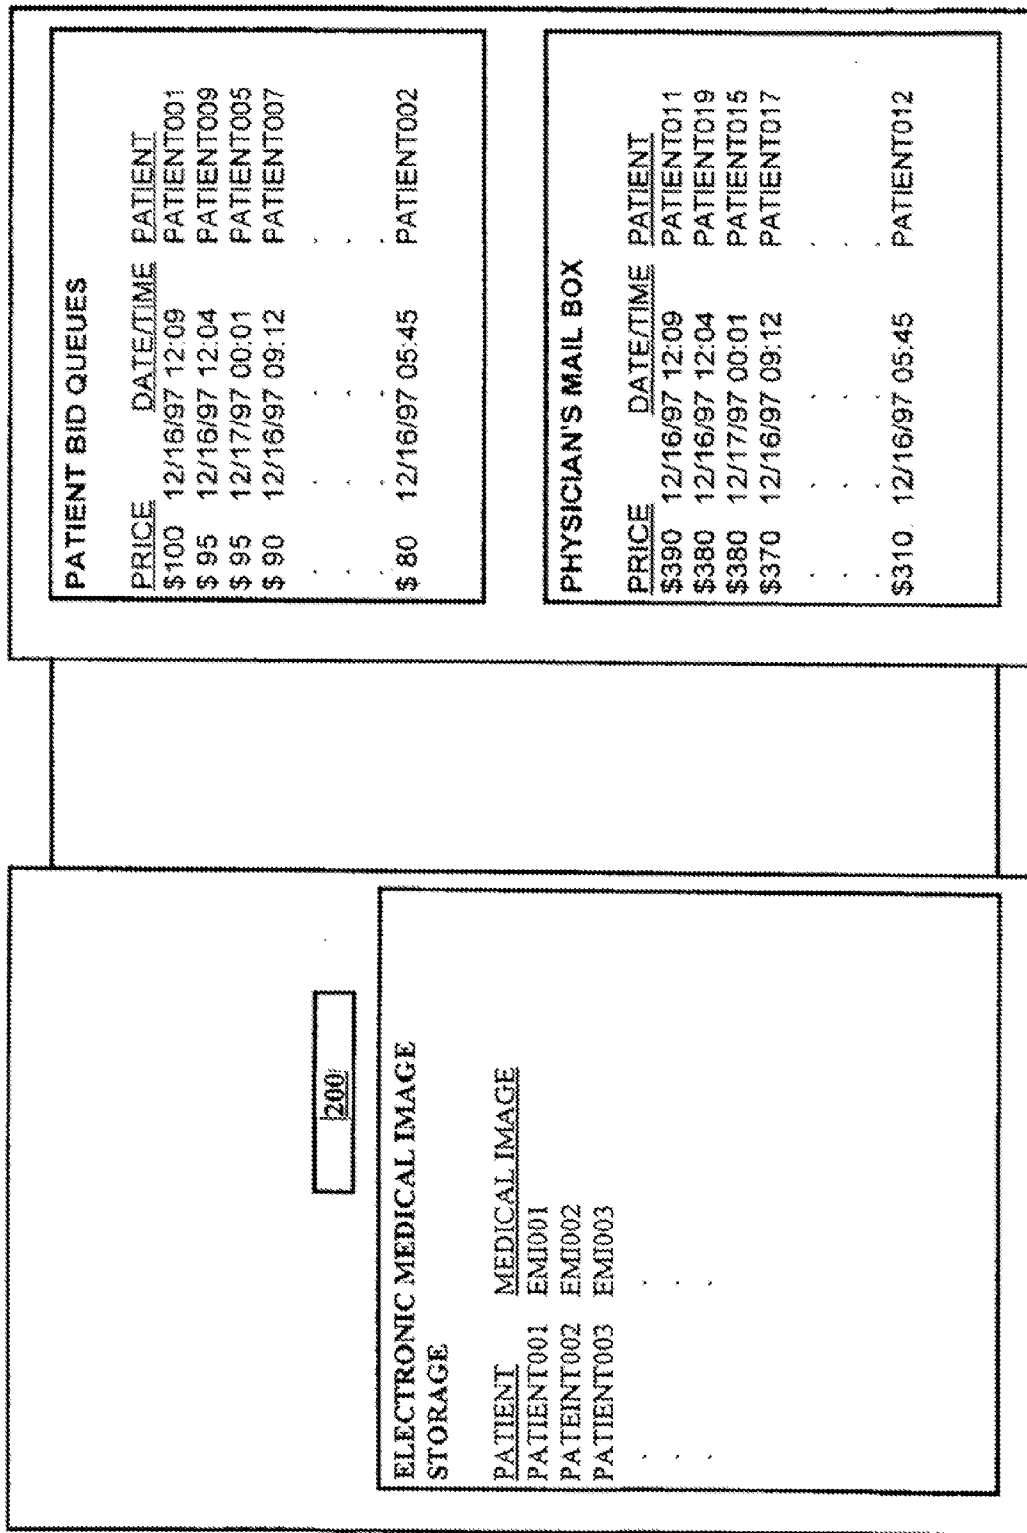 PATIENT BID QUEUES
PRICE DATE/TIME PATIENT
$100 12/16/97 12:09 PATIENT001
$ 95 12/16/97 12:04 PATIENT009
$ 95 12/17/97 00:01 PATIENT005
$ 90 12/16/97 09:12 PATIENT007
. . .
. . .
. . .
$ 80 12/16/97 05:45 PATIENT002
PHYSICIAN'S MAIL BOX
PRICE DATE/TIME PATIENT
$390 12/16/97 12:09 PATIENT011
$380 12/16/97 12:04 PATIENT019
$380 12/17/97 00:01 PATIENT015
$370 12/16/97 09:12 PATIENT017
. . .
. . .
. . .
$310 12/16/97 05:45 PATIENT012
200
ELECTRONIC MEDICAL IMAGE
STORAGE
PATIENT MEDICAL IMAGE
PATIENT001 EMI001
PATEINT002 EMI002
PATIENT003 EMI003
. .
. .
. .